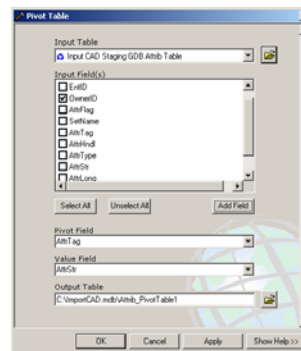 Pivot Table
Input Table
Input CAD Staging GDB Attrib Table
Input Field(s)
EntID
OwnerID
AttrFlag
SetName
AttrTag
AttrHndl
AttrType
AttrStr
AttrLong
Select All
Unselect All
Add Field
Pivot Field
AttrTag
Value Field
AttrStr
Output Table
C:\ImportCAD.mdb\Attrib_PivotTable1
OK
Cancel
Apply
Show Help >>